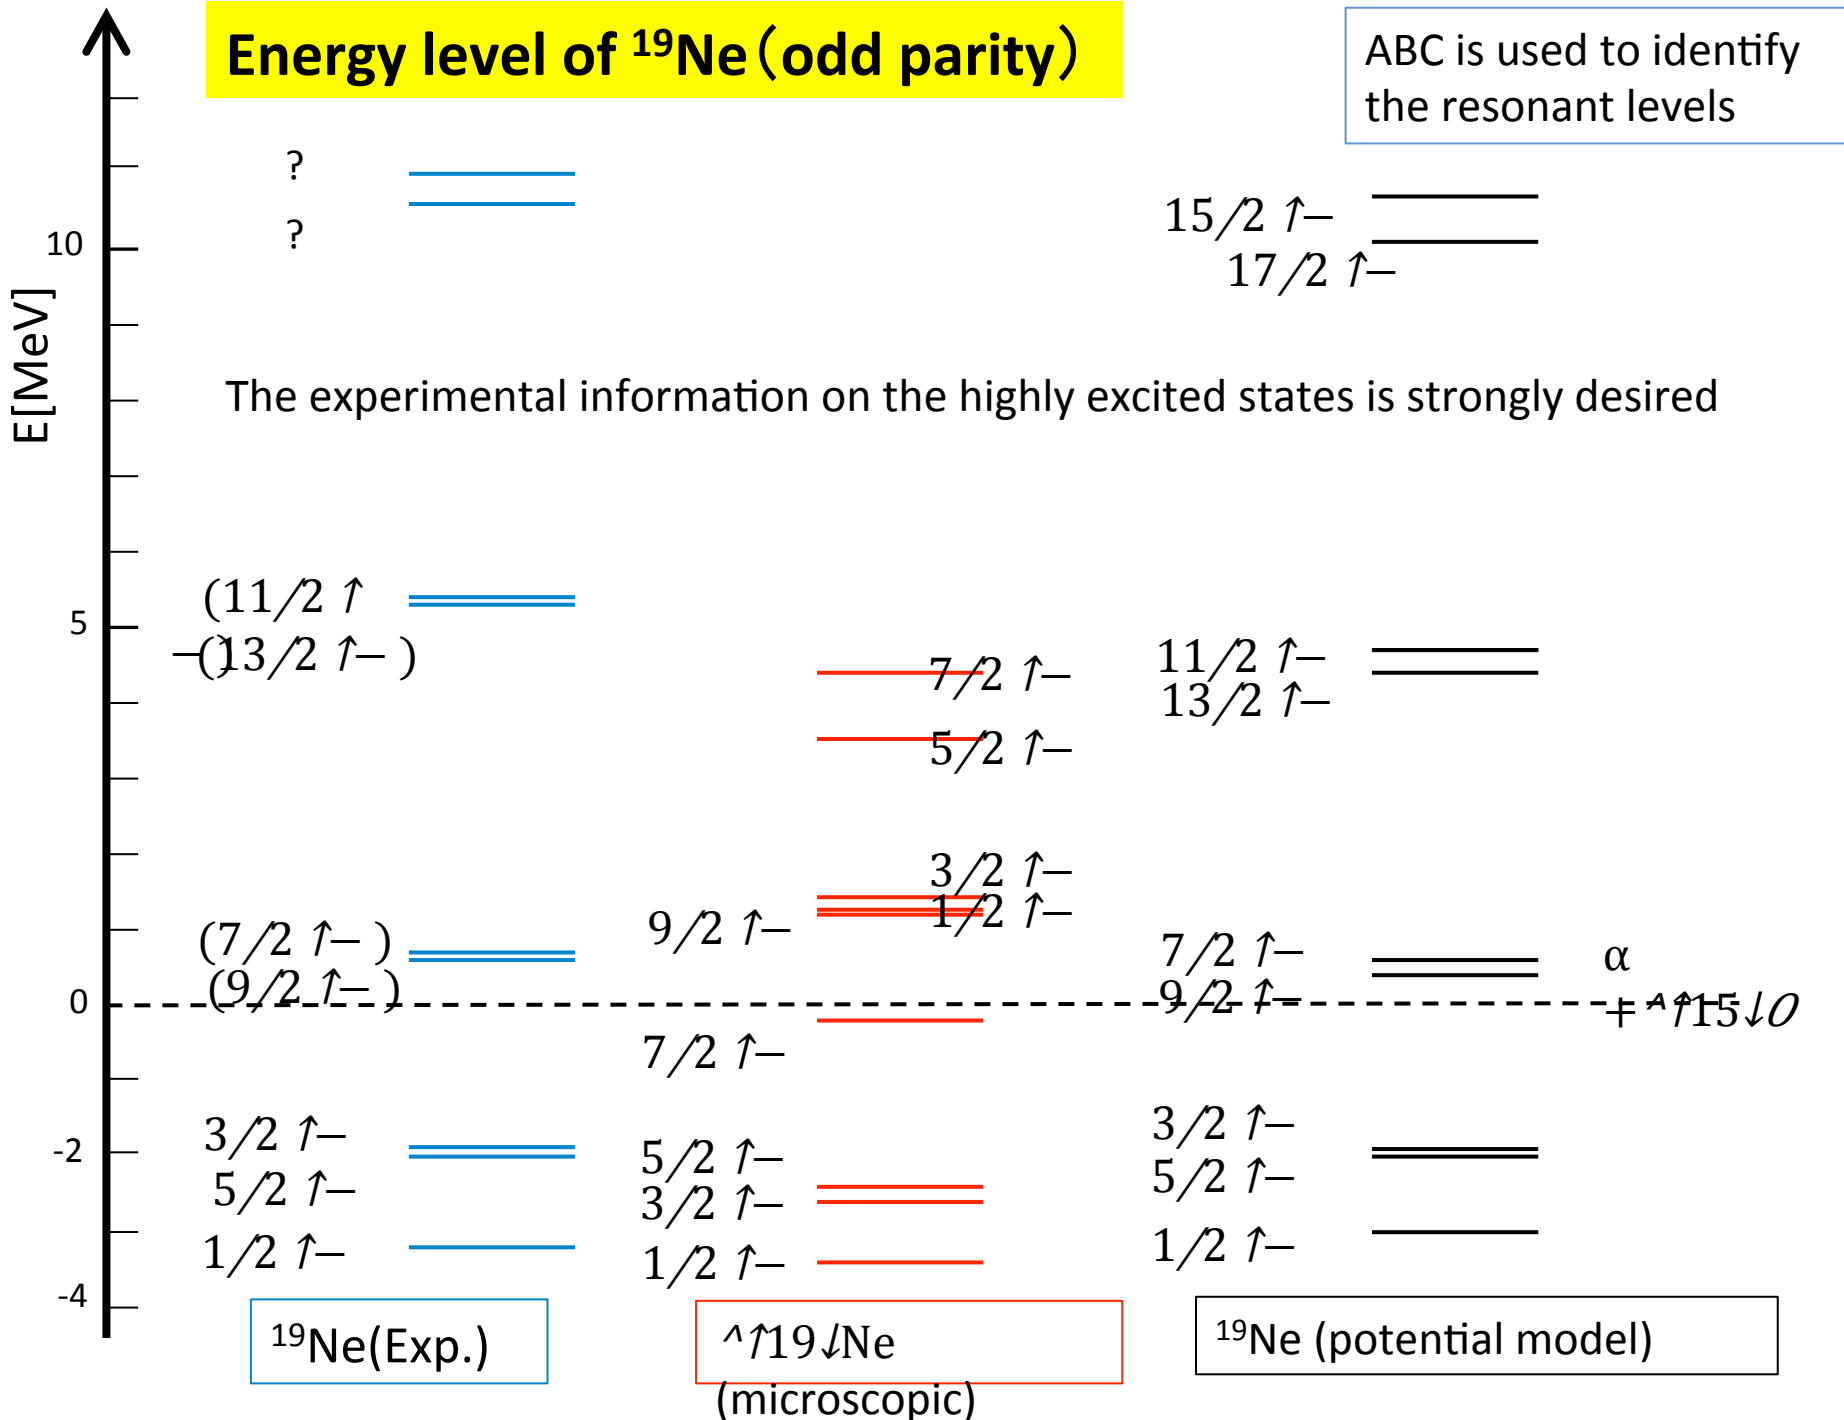 Energy level of ¹⁹Ne（odd parity）
ABC is used to identify
the resonant levels
?
?
15/2 ↑−
17/2 ↑−
10
E[MeV]
The experimental information on the highly excited states is strongly desired
(11/2 ↑
−)
(13/2 ↑− )
5
7/2 ↑−
11/2 ↑−
13/2 ↑−
5/2 ↑−
3/2 ↑−
1/2 ↑−
9/2 ↑−
(7/2 ↑− )
(9/2 ↑− )
7/2 ↑−
9/2 ↑−
α
+ ^↑15↓O
0
7/2 ↑−
3/2 ↑−
5/2 ↑−
1/2 ↑−
5/2 ↑−
3/2 ↑−
1/2 ↑−
3/2 ↑−
5/2 ↑−
1/2 ↑−
-2
-4
¹⁹Ne(Exp.)
^↑19↓Ne
(microscopic)
¹⁹Ne (potential model)